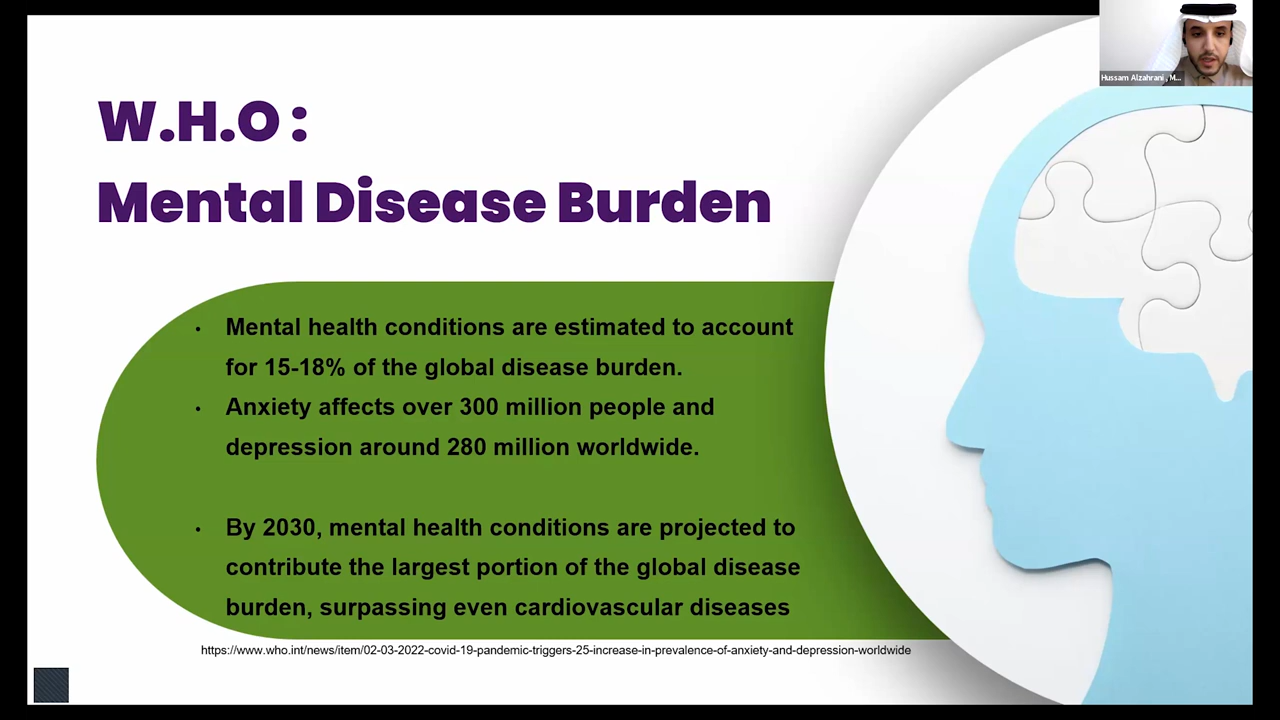 Hussam Alzahrani , M...
W.H.O :
Mental Disease Burden
• Mental health conditions are estimated to account
for 15-18% of the global disease burden.
• Anxiety affects over 300 million people and
depression around 280 million worldwide.
• By 2030, mental health conditions are projected to
contribute the largest portion of the global disease
burden, surpassing even cardiovascular diseases
https://www.who.int/news/item/02-03-2022-covid-19-pandemic-triggers-25-increase-in-prevalence-of-anxiety-and-depression-worldwide